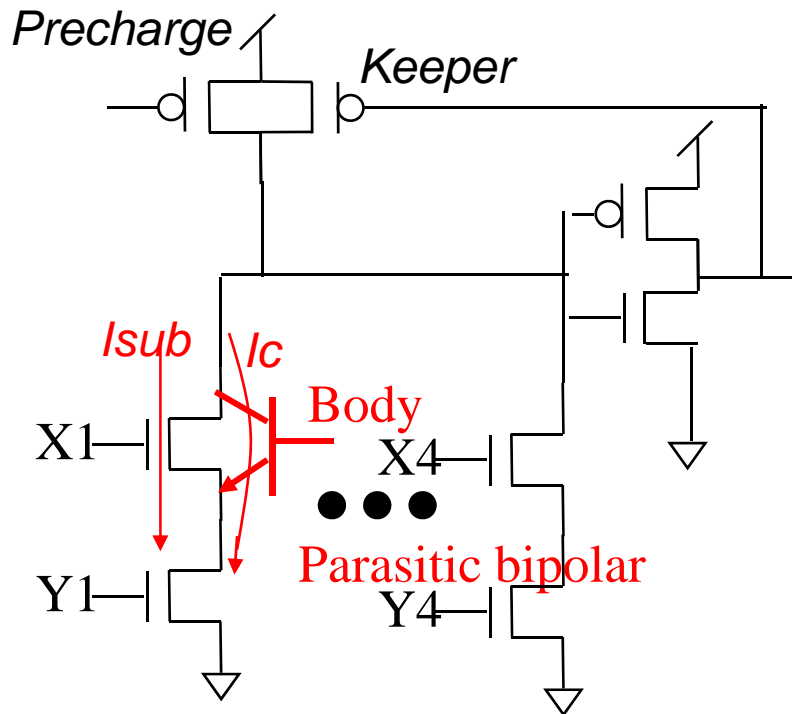 Precharge
Keeper
Isub
Ic
Body
X1
X4
Parasitic bipolar
Y1
Y4